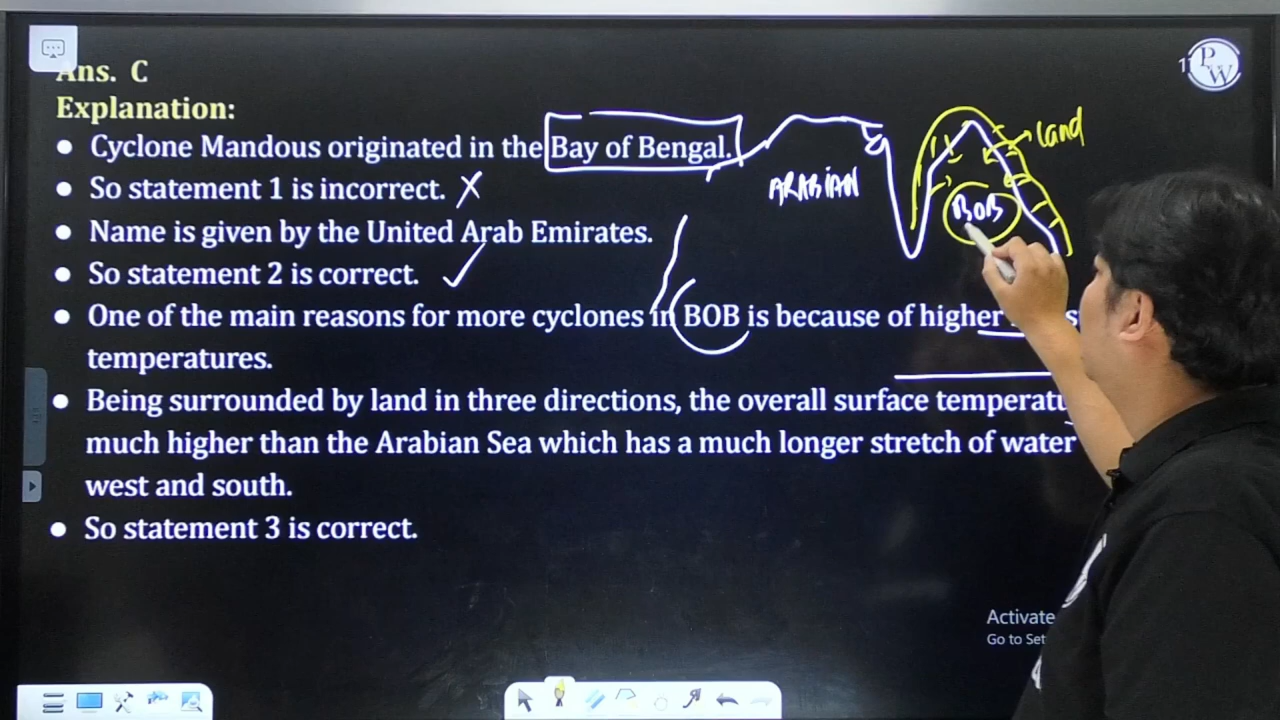 Ans. C
Explanation:
Cyclone Mandous originated in the Bay of Bengal.
So statement 1 is incorrect.
Name is given by the United Arab Emirates.
So statement 2 is correct.
One of the main reasons for more cyclones in BOB is because of higher
temperatures.
Being surrounded by land in three directions, the overall surface
much higher than the Arabian Sea which has a much longer stretch of water
west and south.
So statement 3 is correct.
ARABIAN
BOB
land
PW
Activate
Go to